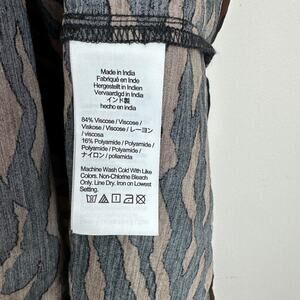 Made in India
Fabriqué en Inde
Hergestellt in Indien
Vervaardigd in India
インド製
hecho en india
84% Viscose / Viscose /
Viskose / Viscose / レーヨン
/ viscosa
16% Polyamide / Polyamide /
Polyamide / Polyamide /
ナイロン / poliamida
Machine Wash Cold With Like
Colors. Non-Chlorine Bleach
Only. Line Dry, Iron on Lowest
Setting.